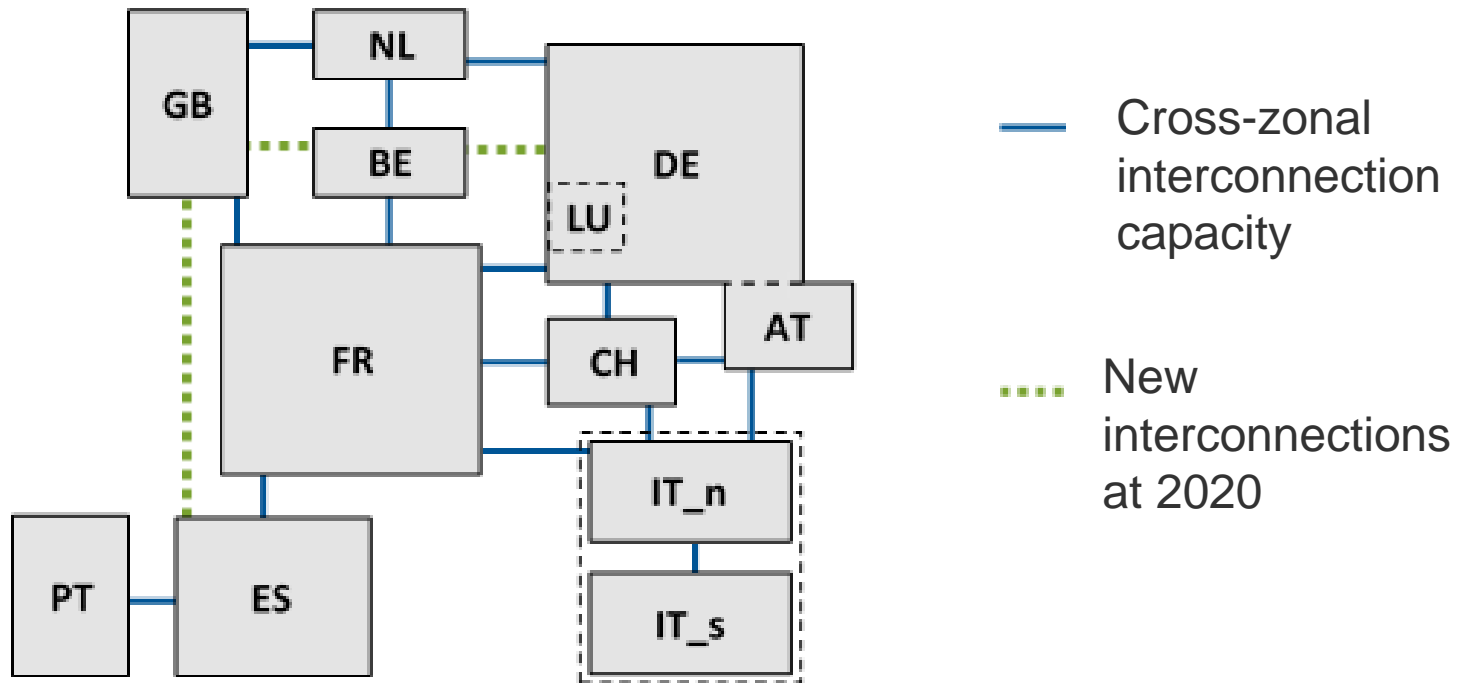 NL
GB
BE
DE
LU
AT
FR
CH
IT_n
PT
ES
IT_s
Cross-zonal
interconnection
capacity
New
interconnections
at 2020